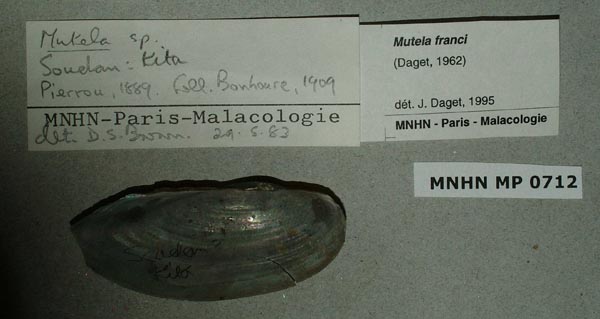 Mutela sp.
Soudan: Kita
Pierrou, 1889. Coll. Bonhoure, 1909
MNHN-Paris-Malacologie
dét. D.S. Brown. 29.5.83
Mutela franci
(Daget, 1962)
dét. J. Daget, 1995
MNHN - Paris - Malacologie
MNHN MP 0712
Kita